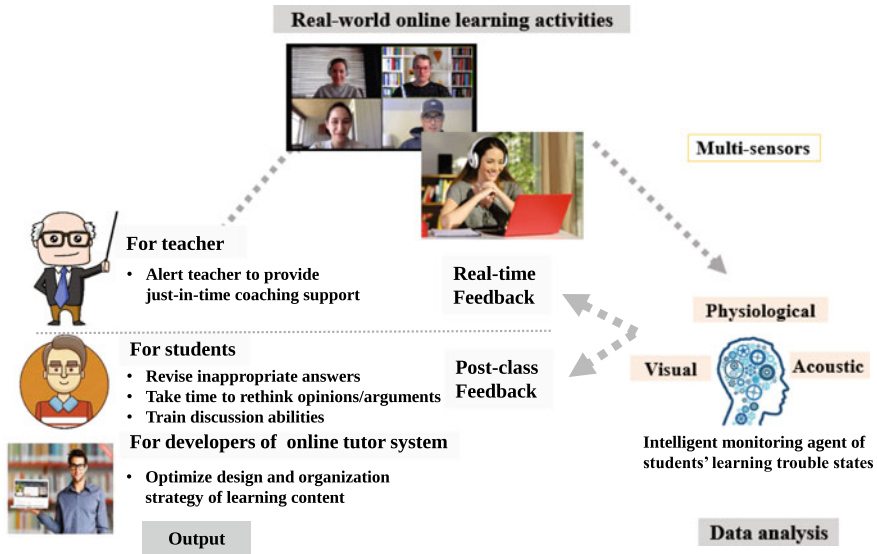 Real-world online learning activities
Multi-sensors
For teacher
• Alert teacher to provide
just-in-time coaching support
Real-time
Feedback
Physiological
For students
• Revise inappropriate answers
• Take time to rethink opinions/arguments
• Train discussion abilities
Post-class
Feedback
Visual
Acoustic
For developers of online tutor system
• Optimize design and organization
strategy of learning content
Intelligent monitoring agent of
students' learning trouble states
Output
Data analysis